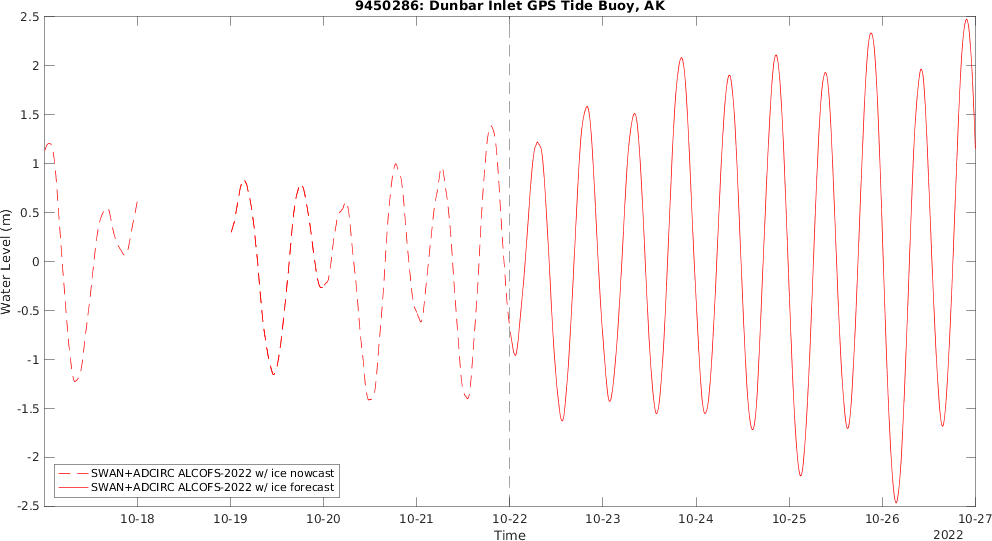 9450286: Dunbar Inlet GPS Tide Buoy, AK
2.5
2
1.5
1
0.5
0
-0.5
-1
-1.5
-2
-2.5
Water Level (m)
SWAN+ADCIRC ALCOFS-2022 w/ ice nowcast
SWAN+ADCIRC ALCOFS-2022 w/ ice forecast
10-18 10-19 10-20 10-21 10-22 10-23 10-24 10-25 10-26 10-27
Time
2022